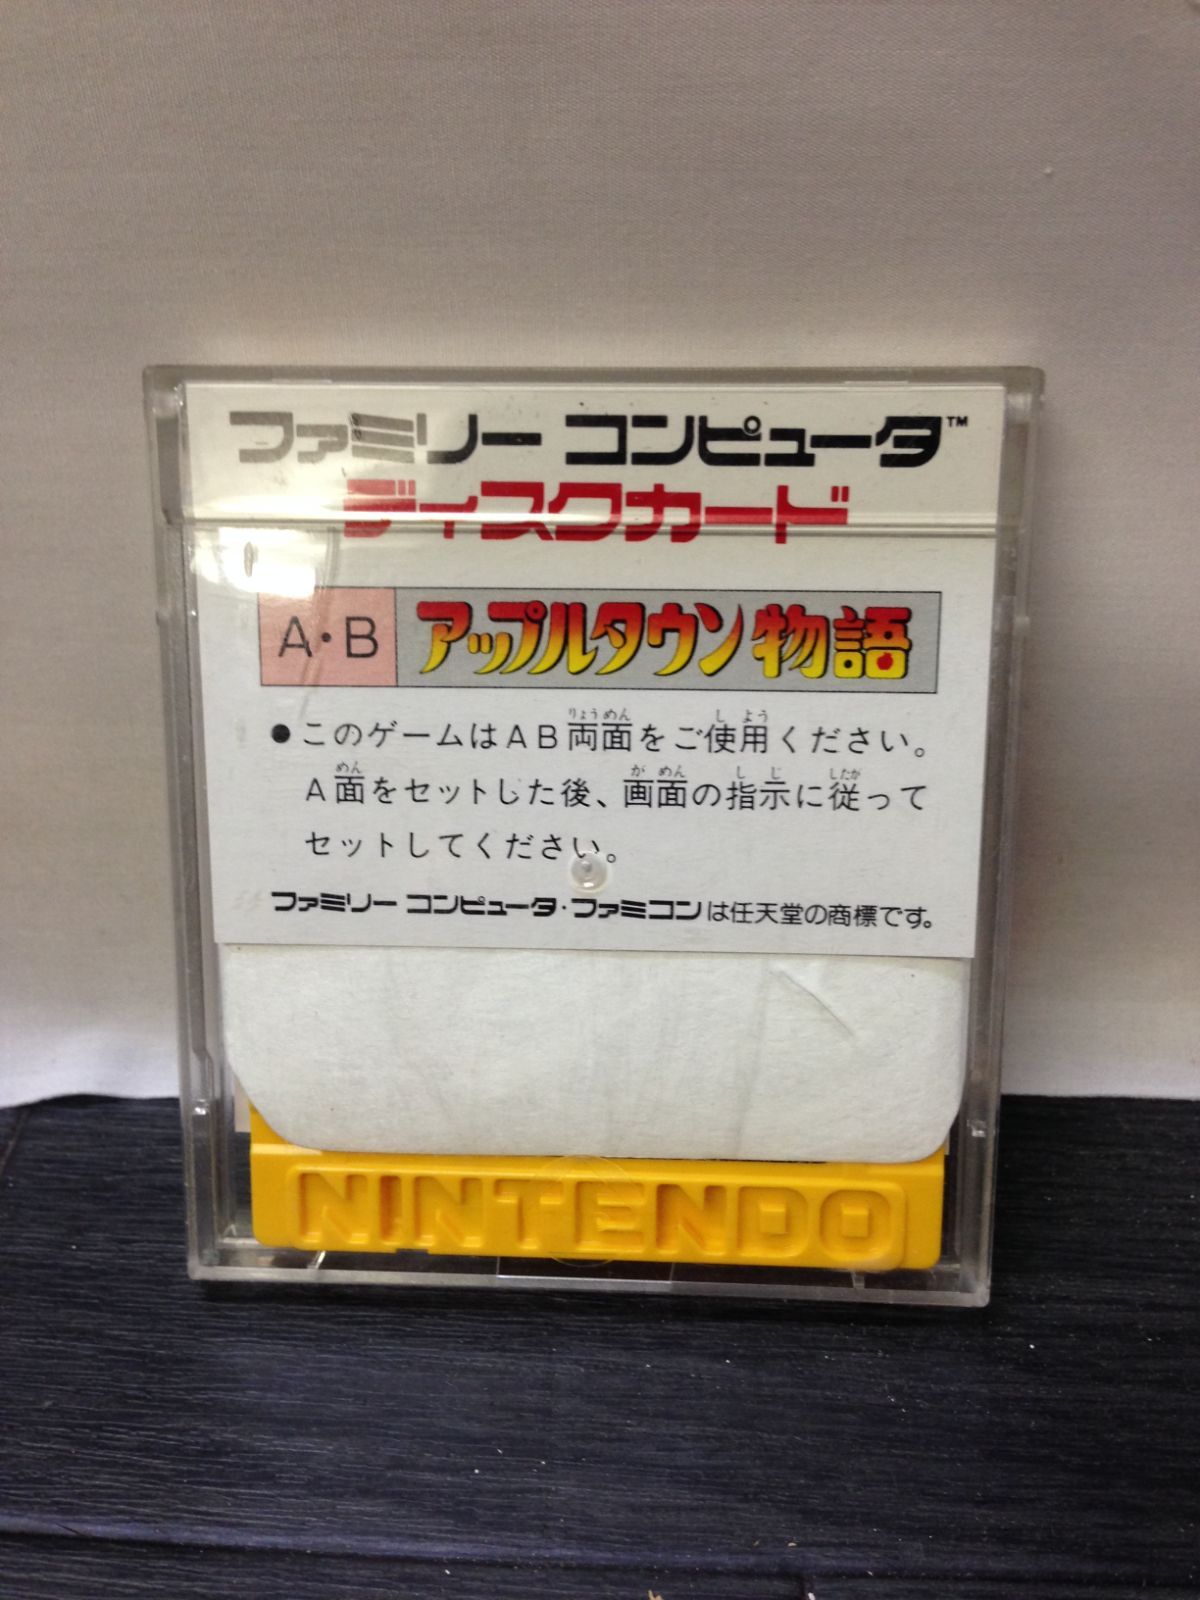 ファミリー コンピュータ™
ディスクカード
A・B アップルタウン物語
●このゲームはAB両面をご使用ください。
A面をセットした後、画面の指示に従って
セットしてください。
ファミリー コンピュータ・ファミコンは任天堂の商標です。
NINTENDO